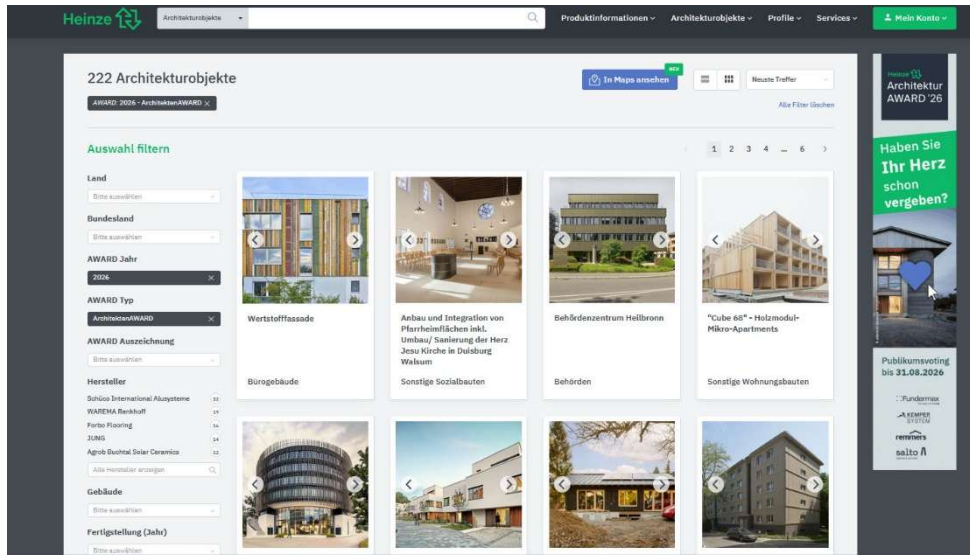 Heinze
Architekturobjekte
Produktinformationen
Architekturobjekte
Profile
Services
Mein Konto
222 Architekturobjekte
AWARD: 2026 - ArchitektenAWARD ×
NEU
In Maps ansehen
Neuste Treffer
Alle Filter löschen
Auswahl filtern
1 2 3 4 ... 6
Land
Bitte auswählen
Bundesland
Bitte auswählen
AWARD Jahr
2026
AWARD Typ
ArchitektenAWARD
AWARD Auszeichnung
Bitte auswählen
Hersteller
Schüco International Alusysteme
WAREMA Renkhoff
Forbo Flooring
JUNG
Agrob Buchtal Solar Ceramics
Alle Hersteller anzeigen
Gebäude
Bitte auswählen
Fertigstellung (Jahr)
Bitte auswählen
Wertstofffassade
Bürogebäude
Anbau und Integration von
Pfarrheimflächen inkl.
Umbau/ Sanierung der Herz
Jesu Kirche in Duisburg
Walsum
Sonstige Sozialbauten
Behördenzentrum Heilbronn
Behörden
"Cube 68" - Holzmodul-
Mikro-Apartments
Sonstige Wohnungsbauten
Heinze
Architektur
AWARD '26
Haben Sie
Ihr Herz
schon
vergeben?
Publikumsvoting
bis 31.08.2026
Fundermax
KEMPER
SYSTEM
remmers
salto